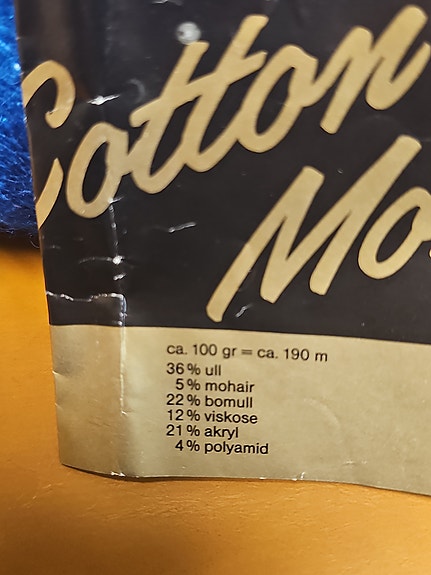 Cotton
Mo
ca. 100 gr = ca. 190 m
36% ull
5% mohair
22% bomull
12% viskose
21% akryl
4% polyamid